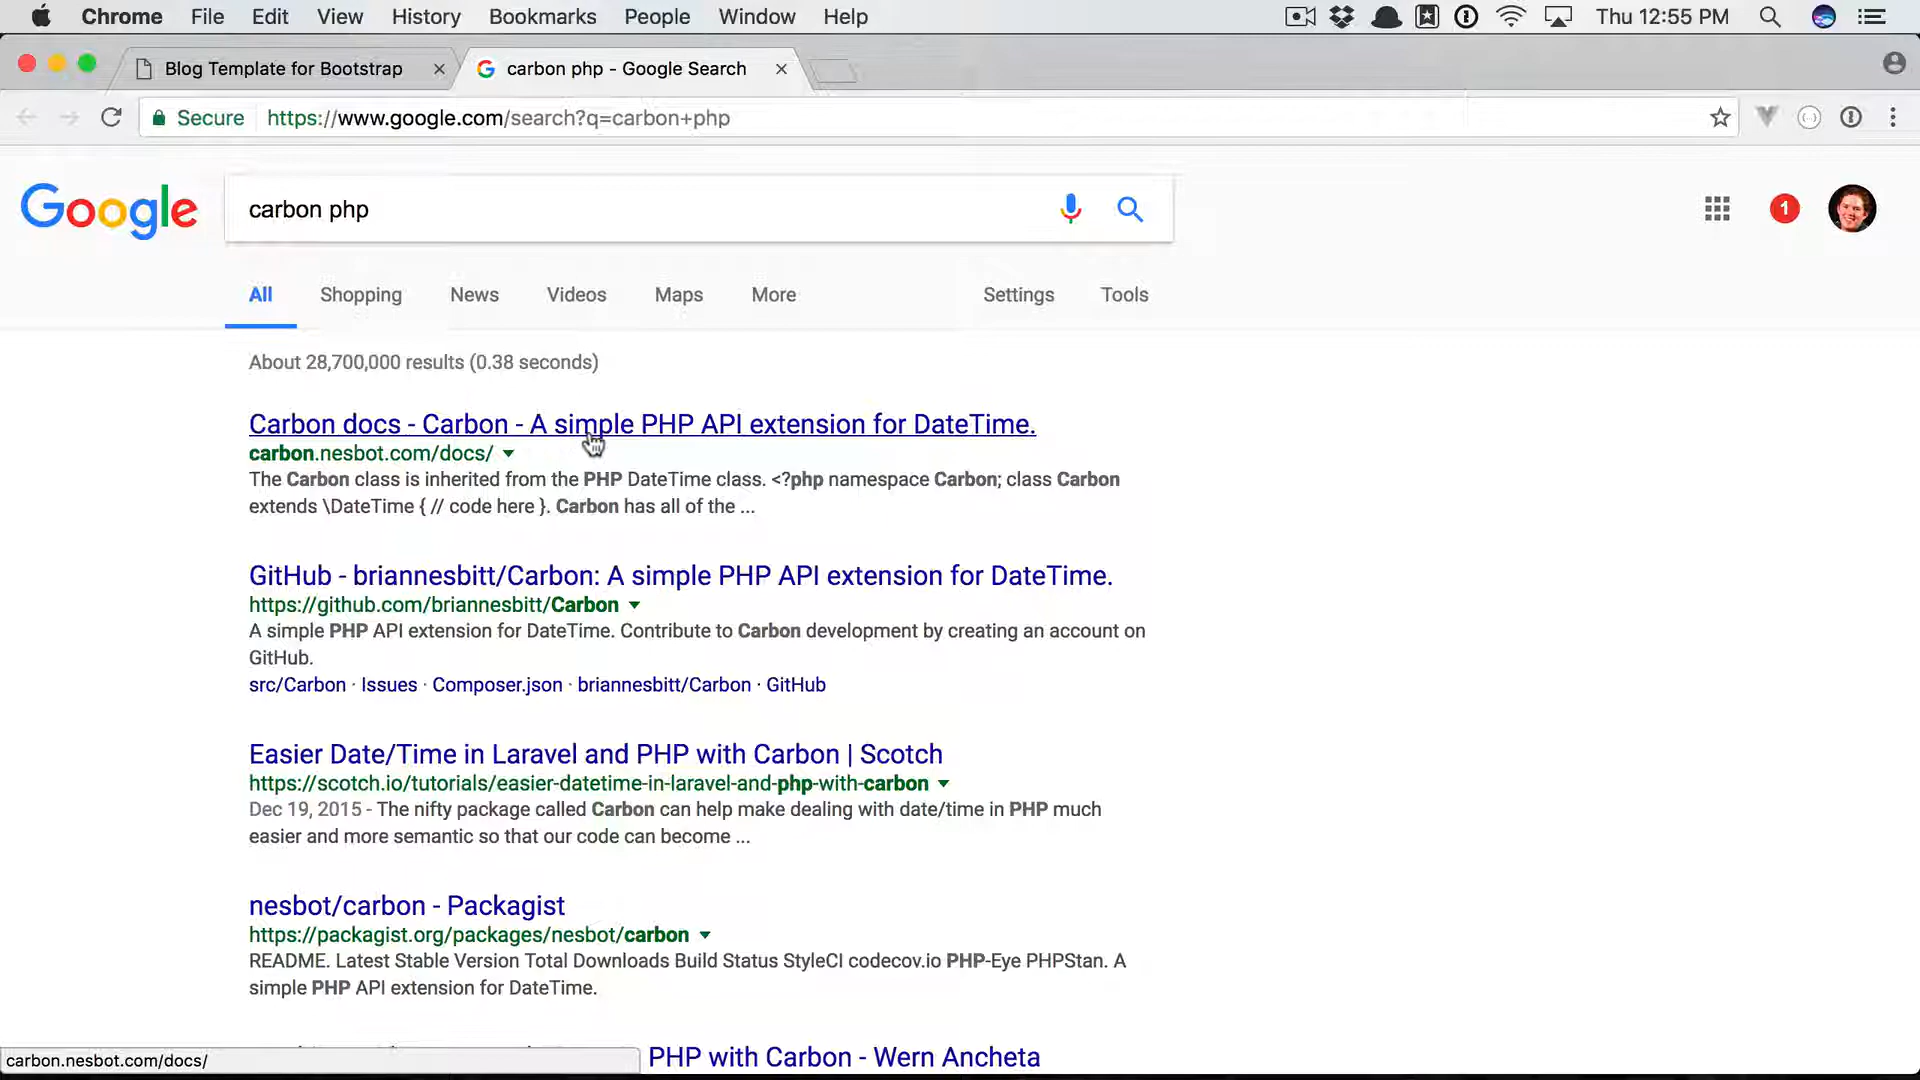 Chrome File Edit View History Bookmarks People Window Help Thu 12:55 PM
Blog Template for Bootstrap
carbon php - Google Search
Secure https://www.google.com/search?q=carbon+php
Google
carbon php
1
All Shopping News Videos Maps More Settings Tools
About 28,700,000 results (0.38 seconds)
Carbon docs - Carbon - A simple PHP API extension for DateTime.
carbon.nesbot.com/docs/
The Carbon class is inherited from the PHP DateTime class. <?php namespace Carbon; class Carbon
extends \DateTime { // code here }. Carbon has all of the ...
GitHub - briannesbitt/Carbon: A simple PHP API extension for DateTime.
https://github.com/briannesbitt/Carbon
A simple PHP API extension for DateTime. Contribute to Carbon development by creating an account on
GitHub.
src/Carbon · Issues · Composer.json · briannesbitt/Carbon · GitHub
Easier Date/Time in Laravel and PHP with Carbon | Scotch
https://scotch.io/tutorials/easier-datetime-in-laravel-and-php-with-carbon
Dec 19, 2015 - The nifty package called Carbon can help make dealing with date/time in PHP much
easier and more semantic so that our code can become ...
nesbot/carbon - Packagist
https://packagist.org/packages/nesbot/carbon
README. Latest Stable Version Total Downloads Build Status StyleCI codecov.io PHP-Eye PHPStan. A
simple PHP API extension for DateTime.
PHP with Carbon - Wern Ancheta
carbon.nesbot.com/docs/